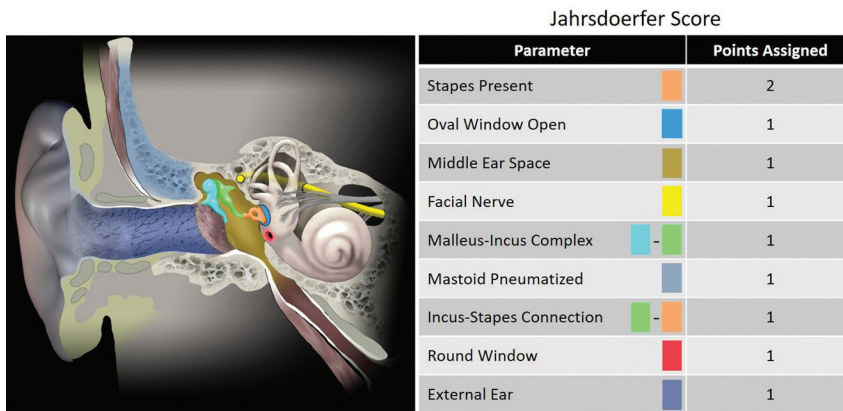 Jahrsdoerfer Score
Parameter Points Assigned
Stapes Present 2
Oval Window Open 1
Middle Ear Space 1
Facial Nerve 1
Malleus-Incus Complex - 1
Mastoid Pneumatized 1
Incus-Stapes Connection - 1
Round Window 1
External Ear 1